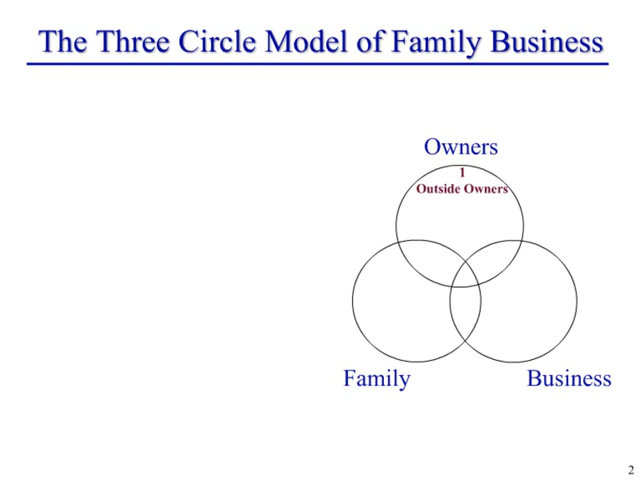 The Three Circle Model of Family Business
Owners
1
Outside Owners
Family
Business
2